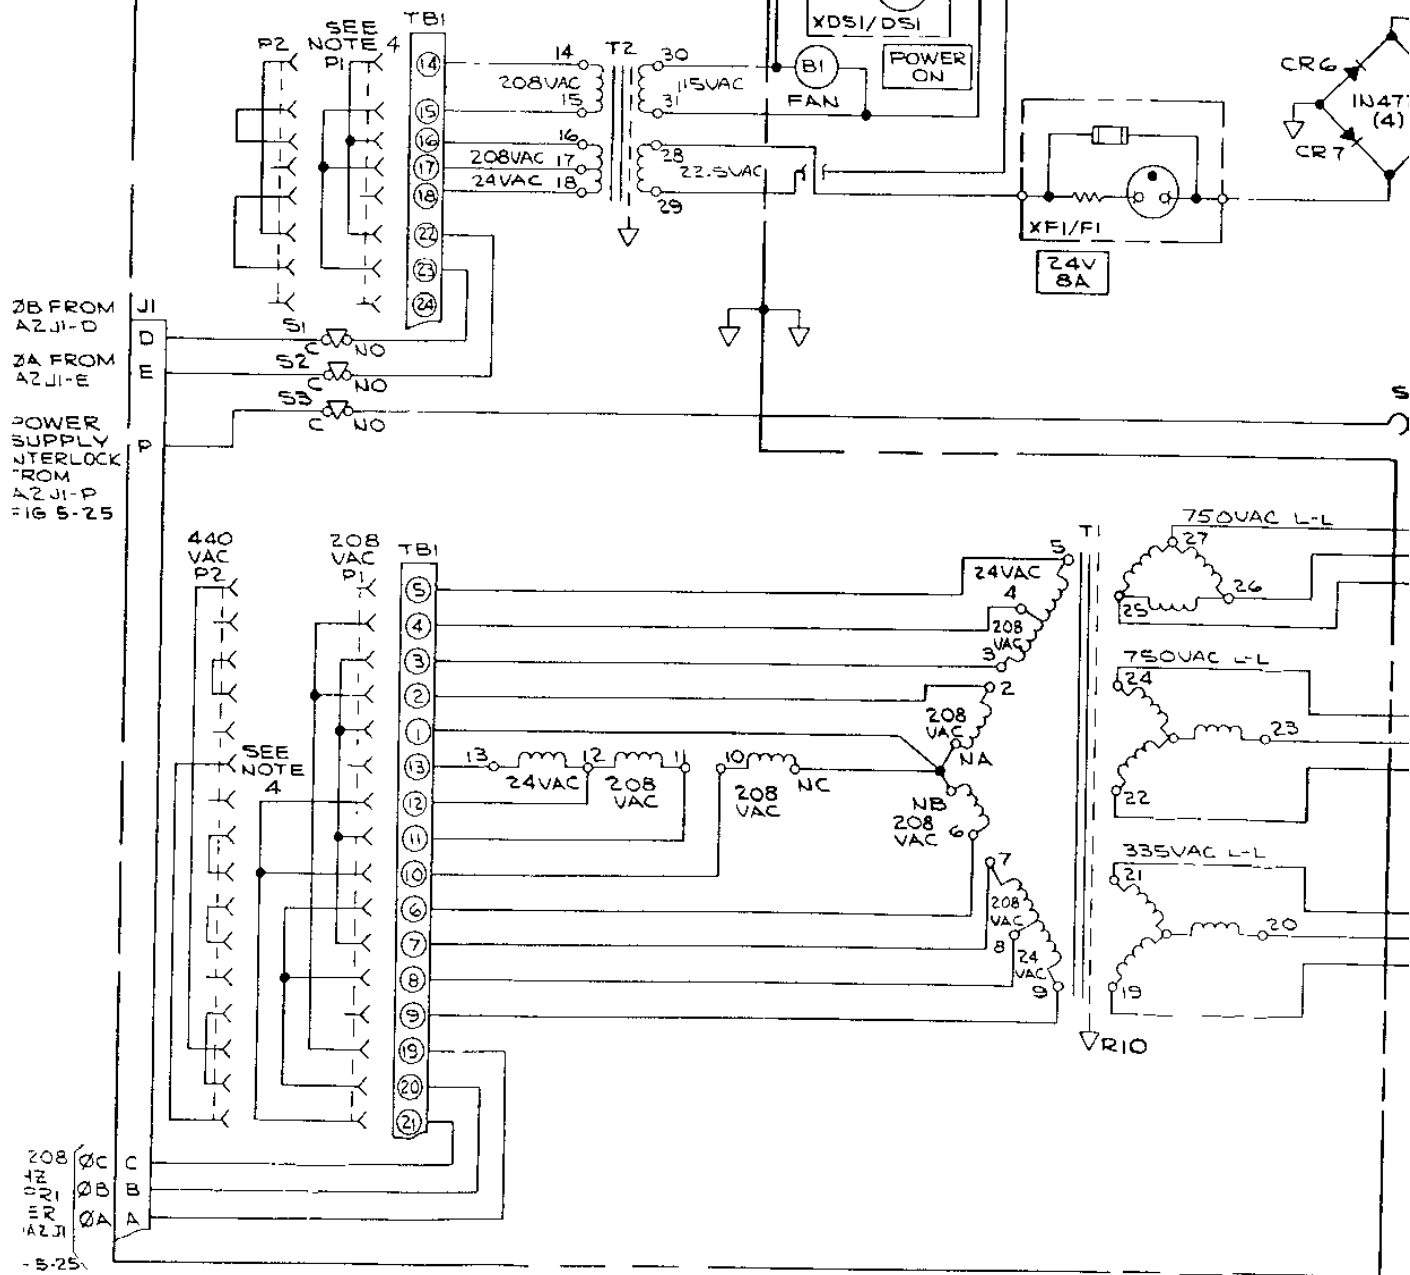 TB1
SEE
NOTE 4
P2
P1
14
15
16
17
18
22
23
24
14
208VAC
15
16
208VAC 17
24VAC 18
T2
30
115VAC
31
28
22.5VAC
29
XDS1/DS1
POWER
ON
B1
FAN
XF1/F1
24V
8A
CR6
CR7
(4)
ØB FROM
A2J1-D
ØA FROM
A2J1-E
POWER
SUPPLY
NTERLOCK
FROM
A2J1-P
FIG 5-25
J1
D
E
P
S1
C NO
S2
C NO
S3
C NO
S
440
VAC
P2
208
VAC
P1
TB1
SEE
NOTE
4
5
4
3
2
1
13
12
11
10
6
7
8
9
19
20
21
13
24VAC
12
208
VAC
11
10
208
VAC
NC
5
24VAC
4
208
VAC
3
2
208
VAC
NA
NB
208
VAC
6
7
208
VAC
8
24
VAC
9
T1
R10
750VAC L-L
27
26
25
750VAC L-L
24
23
22
335VAC L-L
21
20
19
208
ØC C
ØB B
ØA A
ER
A2J1
-5-25